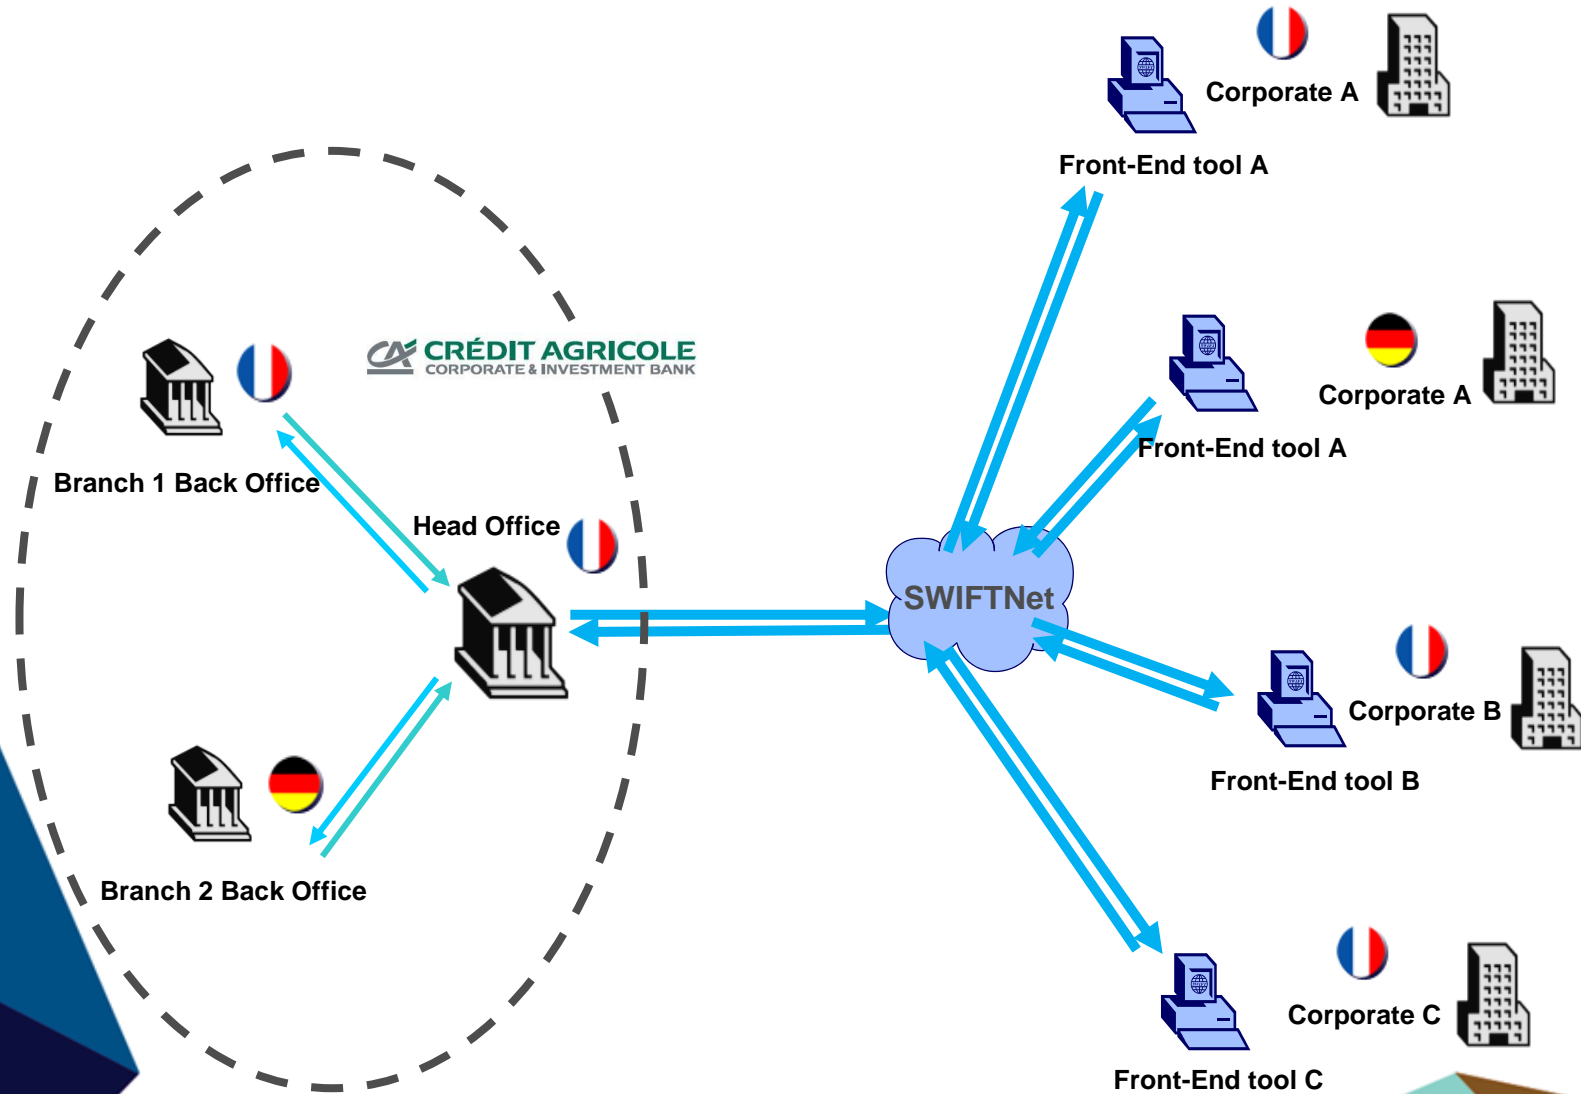 Corporate A
Front-End tool A
CRÉDIT AGRICOLE
CORPORATE & INVESTMENT BANK
Corporate A
Front-End tool A
Branch 1 Back Office
Head Office
SWIFTNet
Corporate B
Front-End tool B
Branch 2 Back Office
Corporate C
Front-End tool C